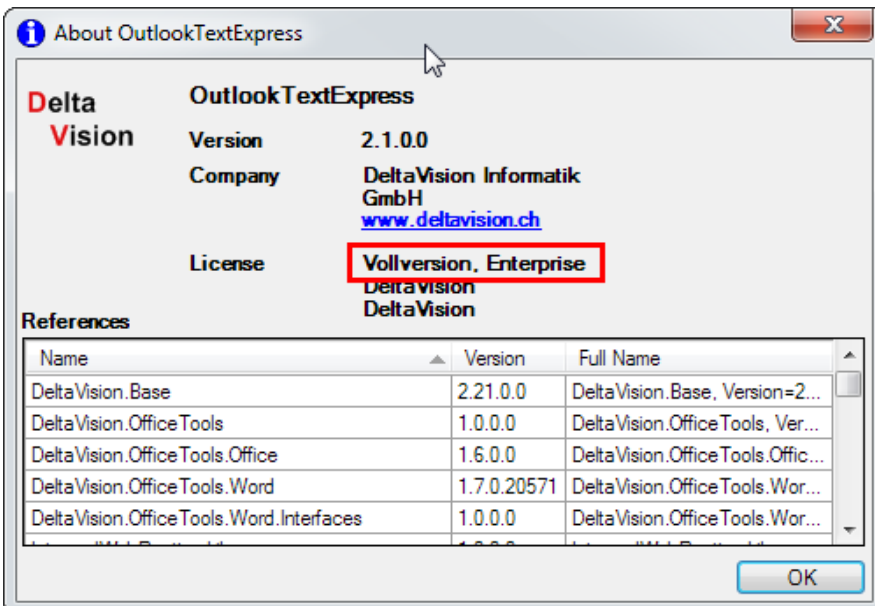 About OutlookTextExpress
Delta
Vision
OutlookTextExpress
Version 2.1.0.0
Company DeltaVision Informatik
GmbH
www.deltavision.ch
License Vollversion, Enterprise
DeltaVision
DeltaVision
References
Name Version Full Name
DeltaVision.Base 2.21.0.0 DeltaVision.Base, Version=2...
DeltaVision.OfficeTools 1.0.0.0 DeltaVision.OfficeTools, Ver...
DeltaVision.OfficeTools.Office 1.6.0.0 DeltaVision.OfficeTools.Offic...
DeltaVision.OfficeTools.Word 1.7.0.20571 DeltaVision.OfficeTools.Wor...
DeltaVision.OfficeTools.Word.Interfaces 1.0.0.0 DeltaVision.OfficeTools.Wor...
OK